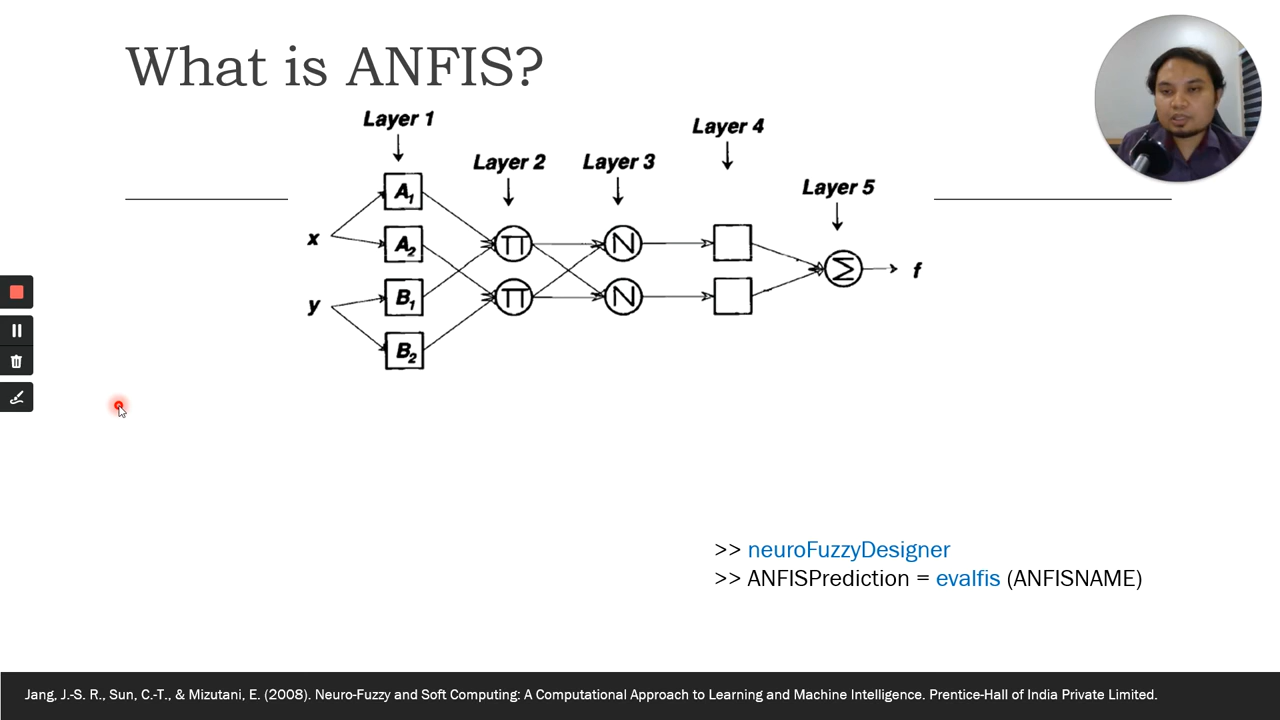 What is ANFIS?
Layer 1
Layer 4
Layer 2
Layer 3
Layer 5
A1
x
A2
Π
N
Σ
f
y
B1
Π
N
B2
>> neuroFuzzyDesigner
>> ANFISPrediction = evalfis (ANFISNAME)
Jang, J.-S. R., Sun, C.-T., & Mizutani, E. (2008). Neuro-Fuzzy and Soft Computing: A Computational Approach to Learning and Machine Intelligence. Prentice-Hall of India Private Limited.